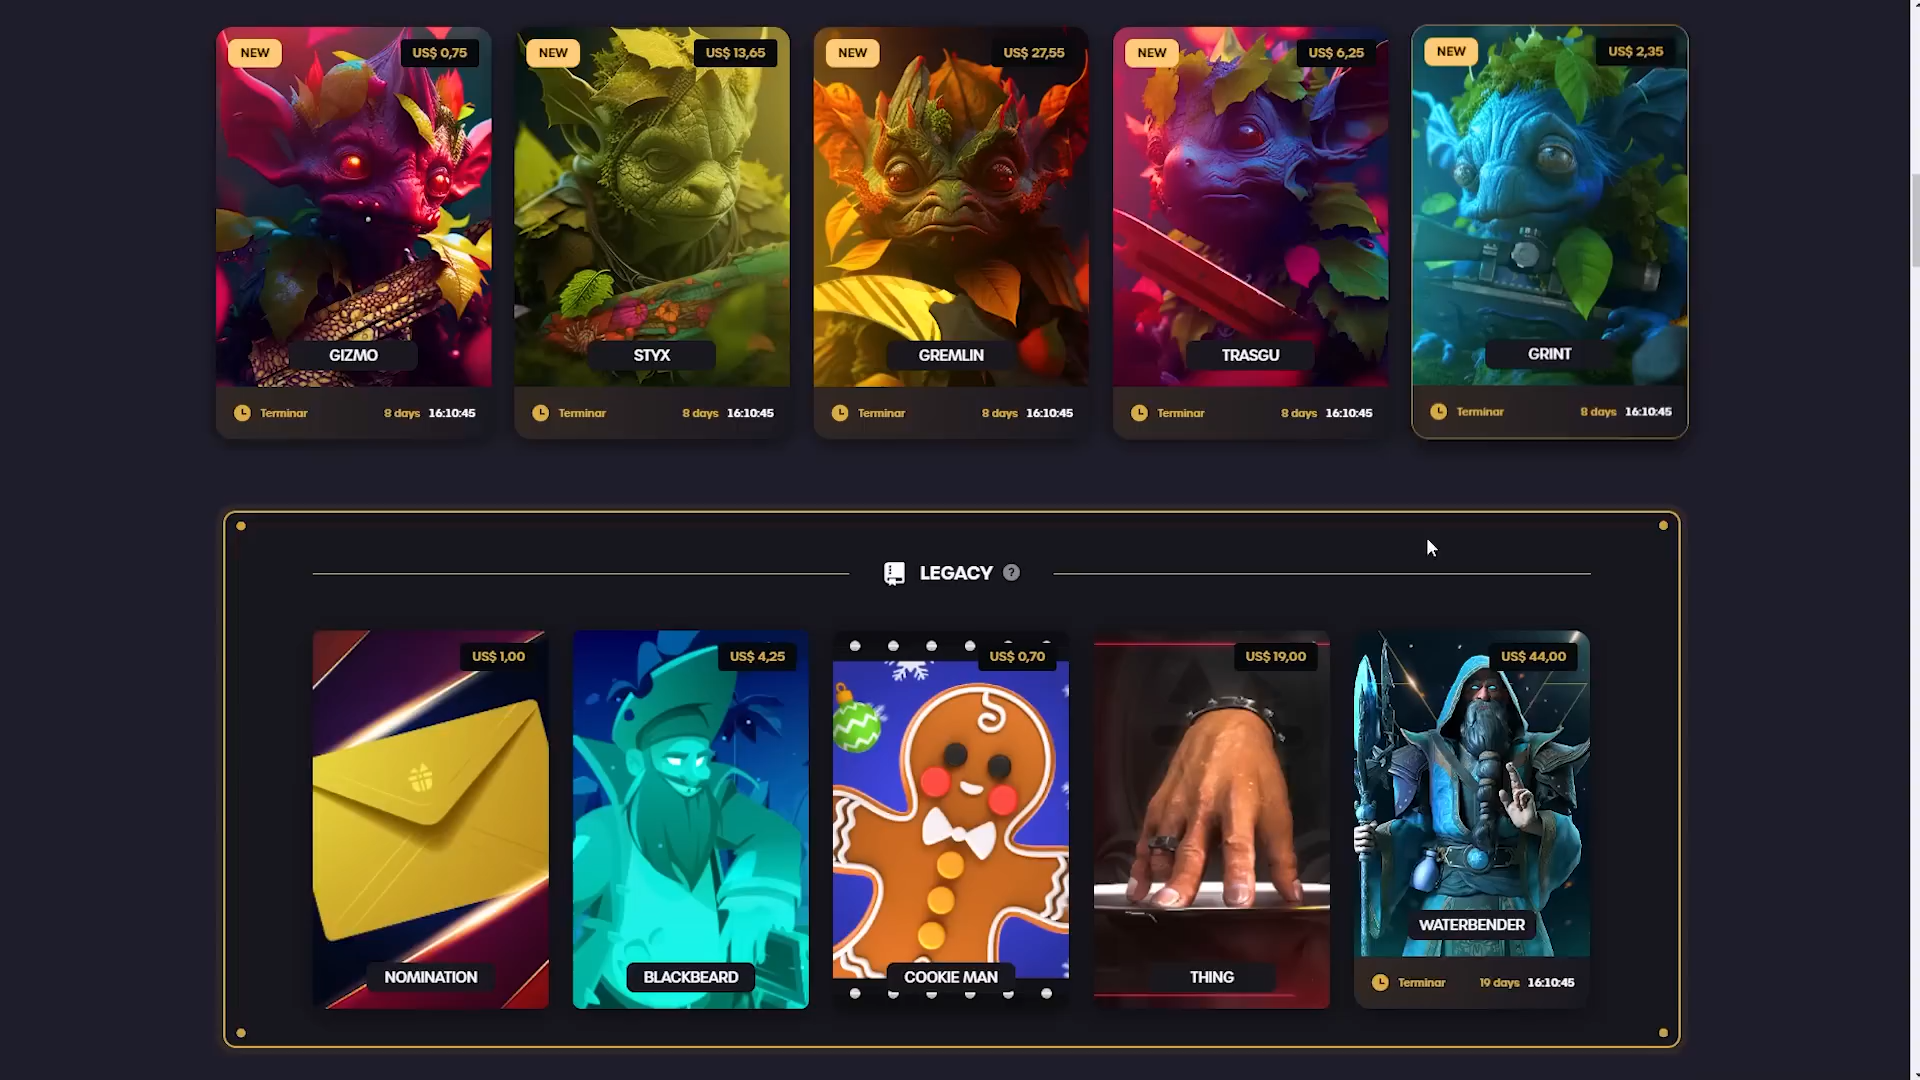 NEW US$ 0,75
NEW US$ 13,65
NEW US$ 27,55
NEW US$ 6,25
NEW US$ 2,35
GIZMO
STYX
GREMLIN
TRASGU
GRINT
Terminar 8 days 16:10:45
Terminar 8 days 16:10:45
Terminar 8 days 16:10:45
Terminar 8 days 16:10:45
Terminar 8 days 16:10:45
LEGACY ?
US$ 1,00
US$ 4,25
US$ 0,70
US$ 19,00
US$ 44,00
NOMINATION
BLACKBEARD
COOKIE MAN
THING
WATERBENDER
Terminar 19 days 16:10:45